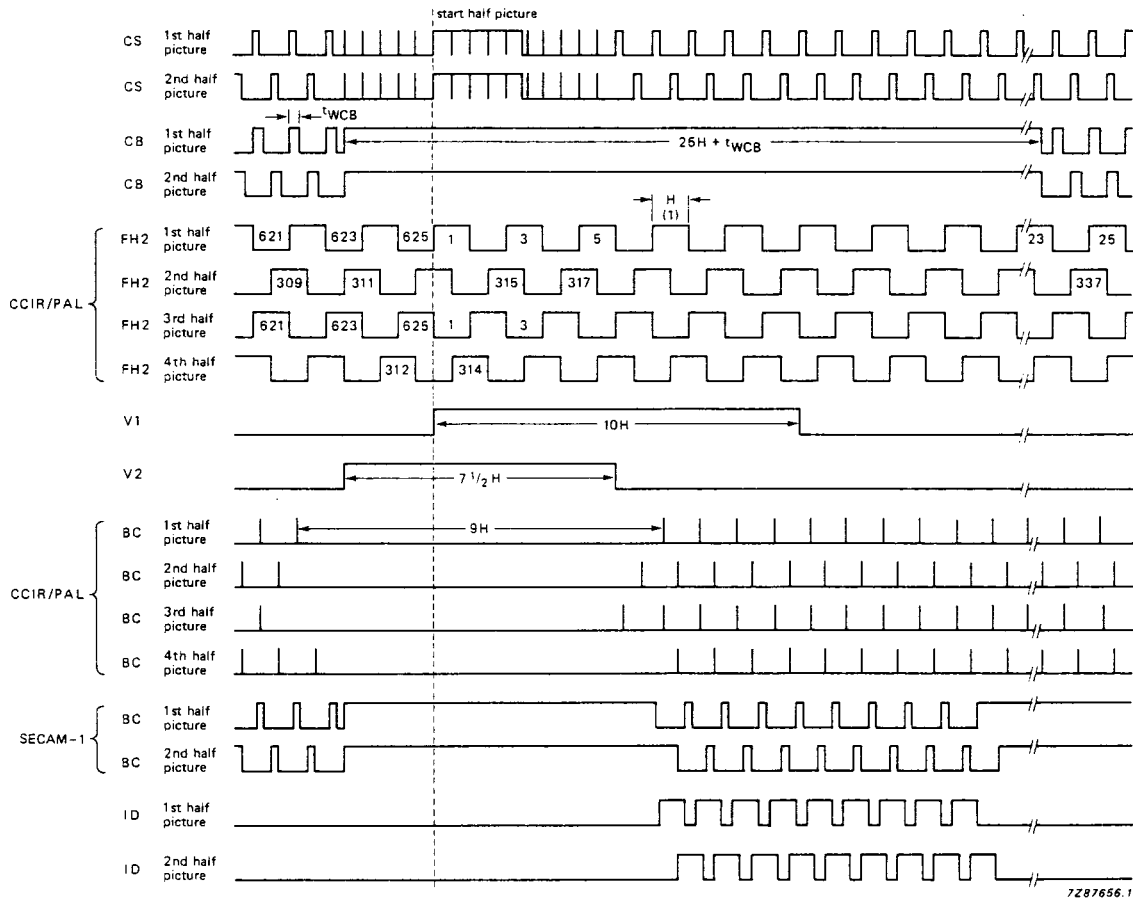 start half picture
CS 1st half picture
CS 2nd half picture
tWCB
CB 1st half picture
25H + tWCB
CB 2nd half picture
H
(1)
CCIR/PAL
FH2 1st half picture 621 623 625 1 3 5 23 25
FH2 2nd half picture 309 311 315 317 337
FH2 3rd half picture 621 623 625 1 3
FH2 4th half picture 312 314
V1 10H
V2 7 1/2 H
CCIR/PAL
BC 1st half picture 9H
BC 2nd half picture
BC 3rd half picture
BC 4th half picture
SECAM-1
BC 1st half picture
BC 2nd half picture
ID 1st half picture
ID 2nd half picture
7Z87656.1